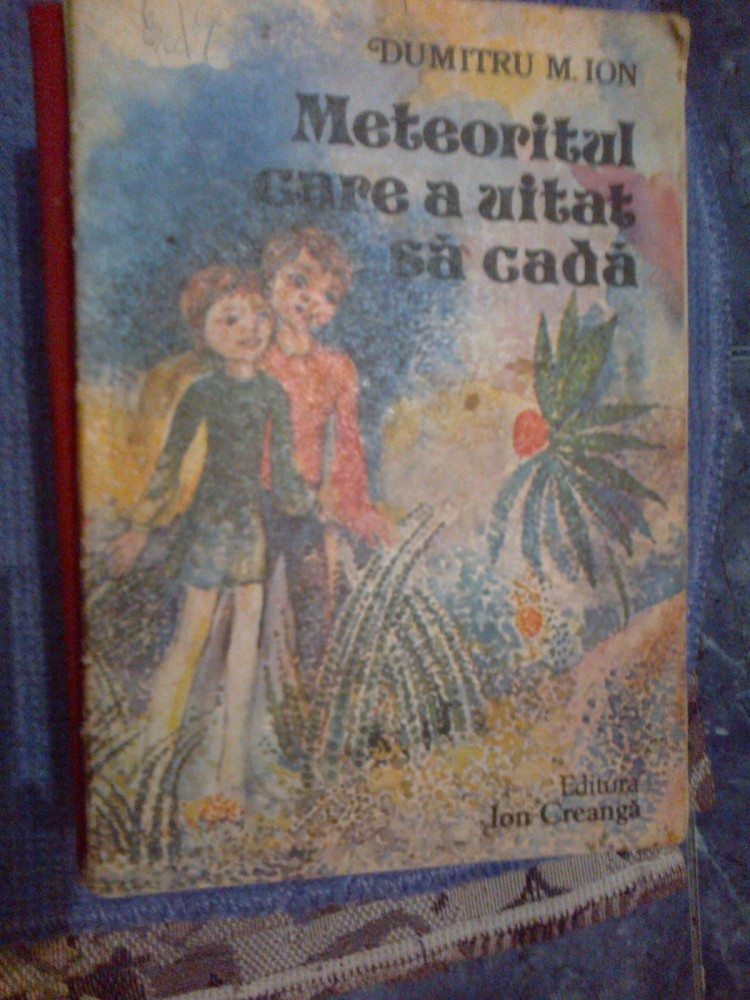 DUMITRU M. ION
Meteoritul
care a uitat
să cadă
Editura
Ion Creangă